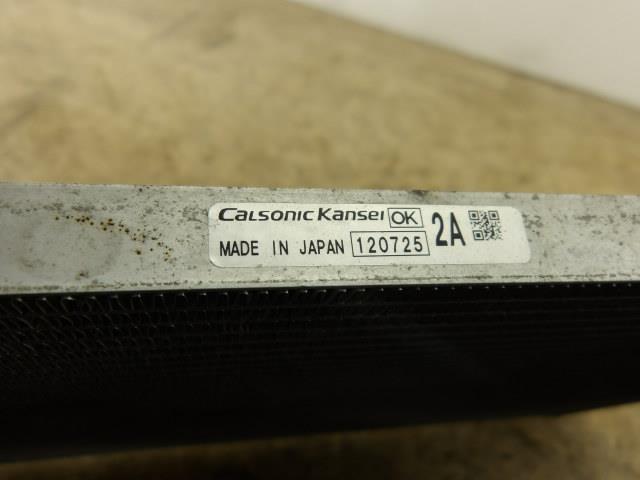 Calsonic Kansei OK 2A
MADE IN JAPAN 120725